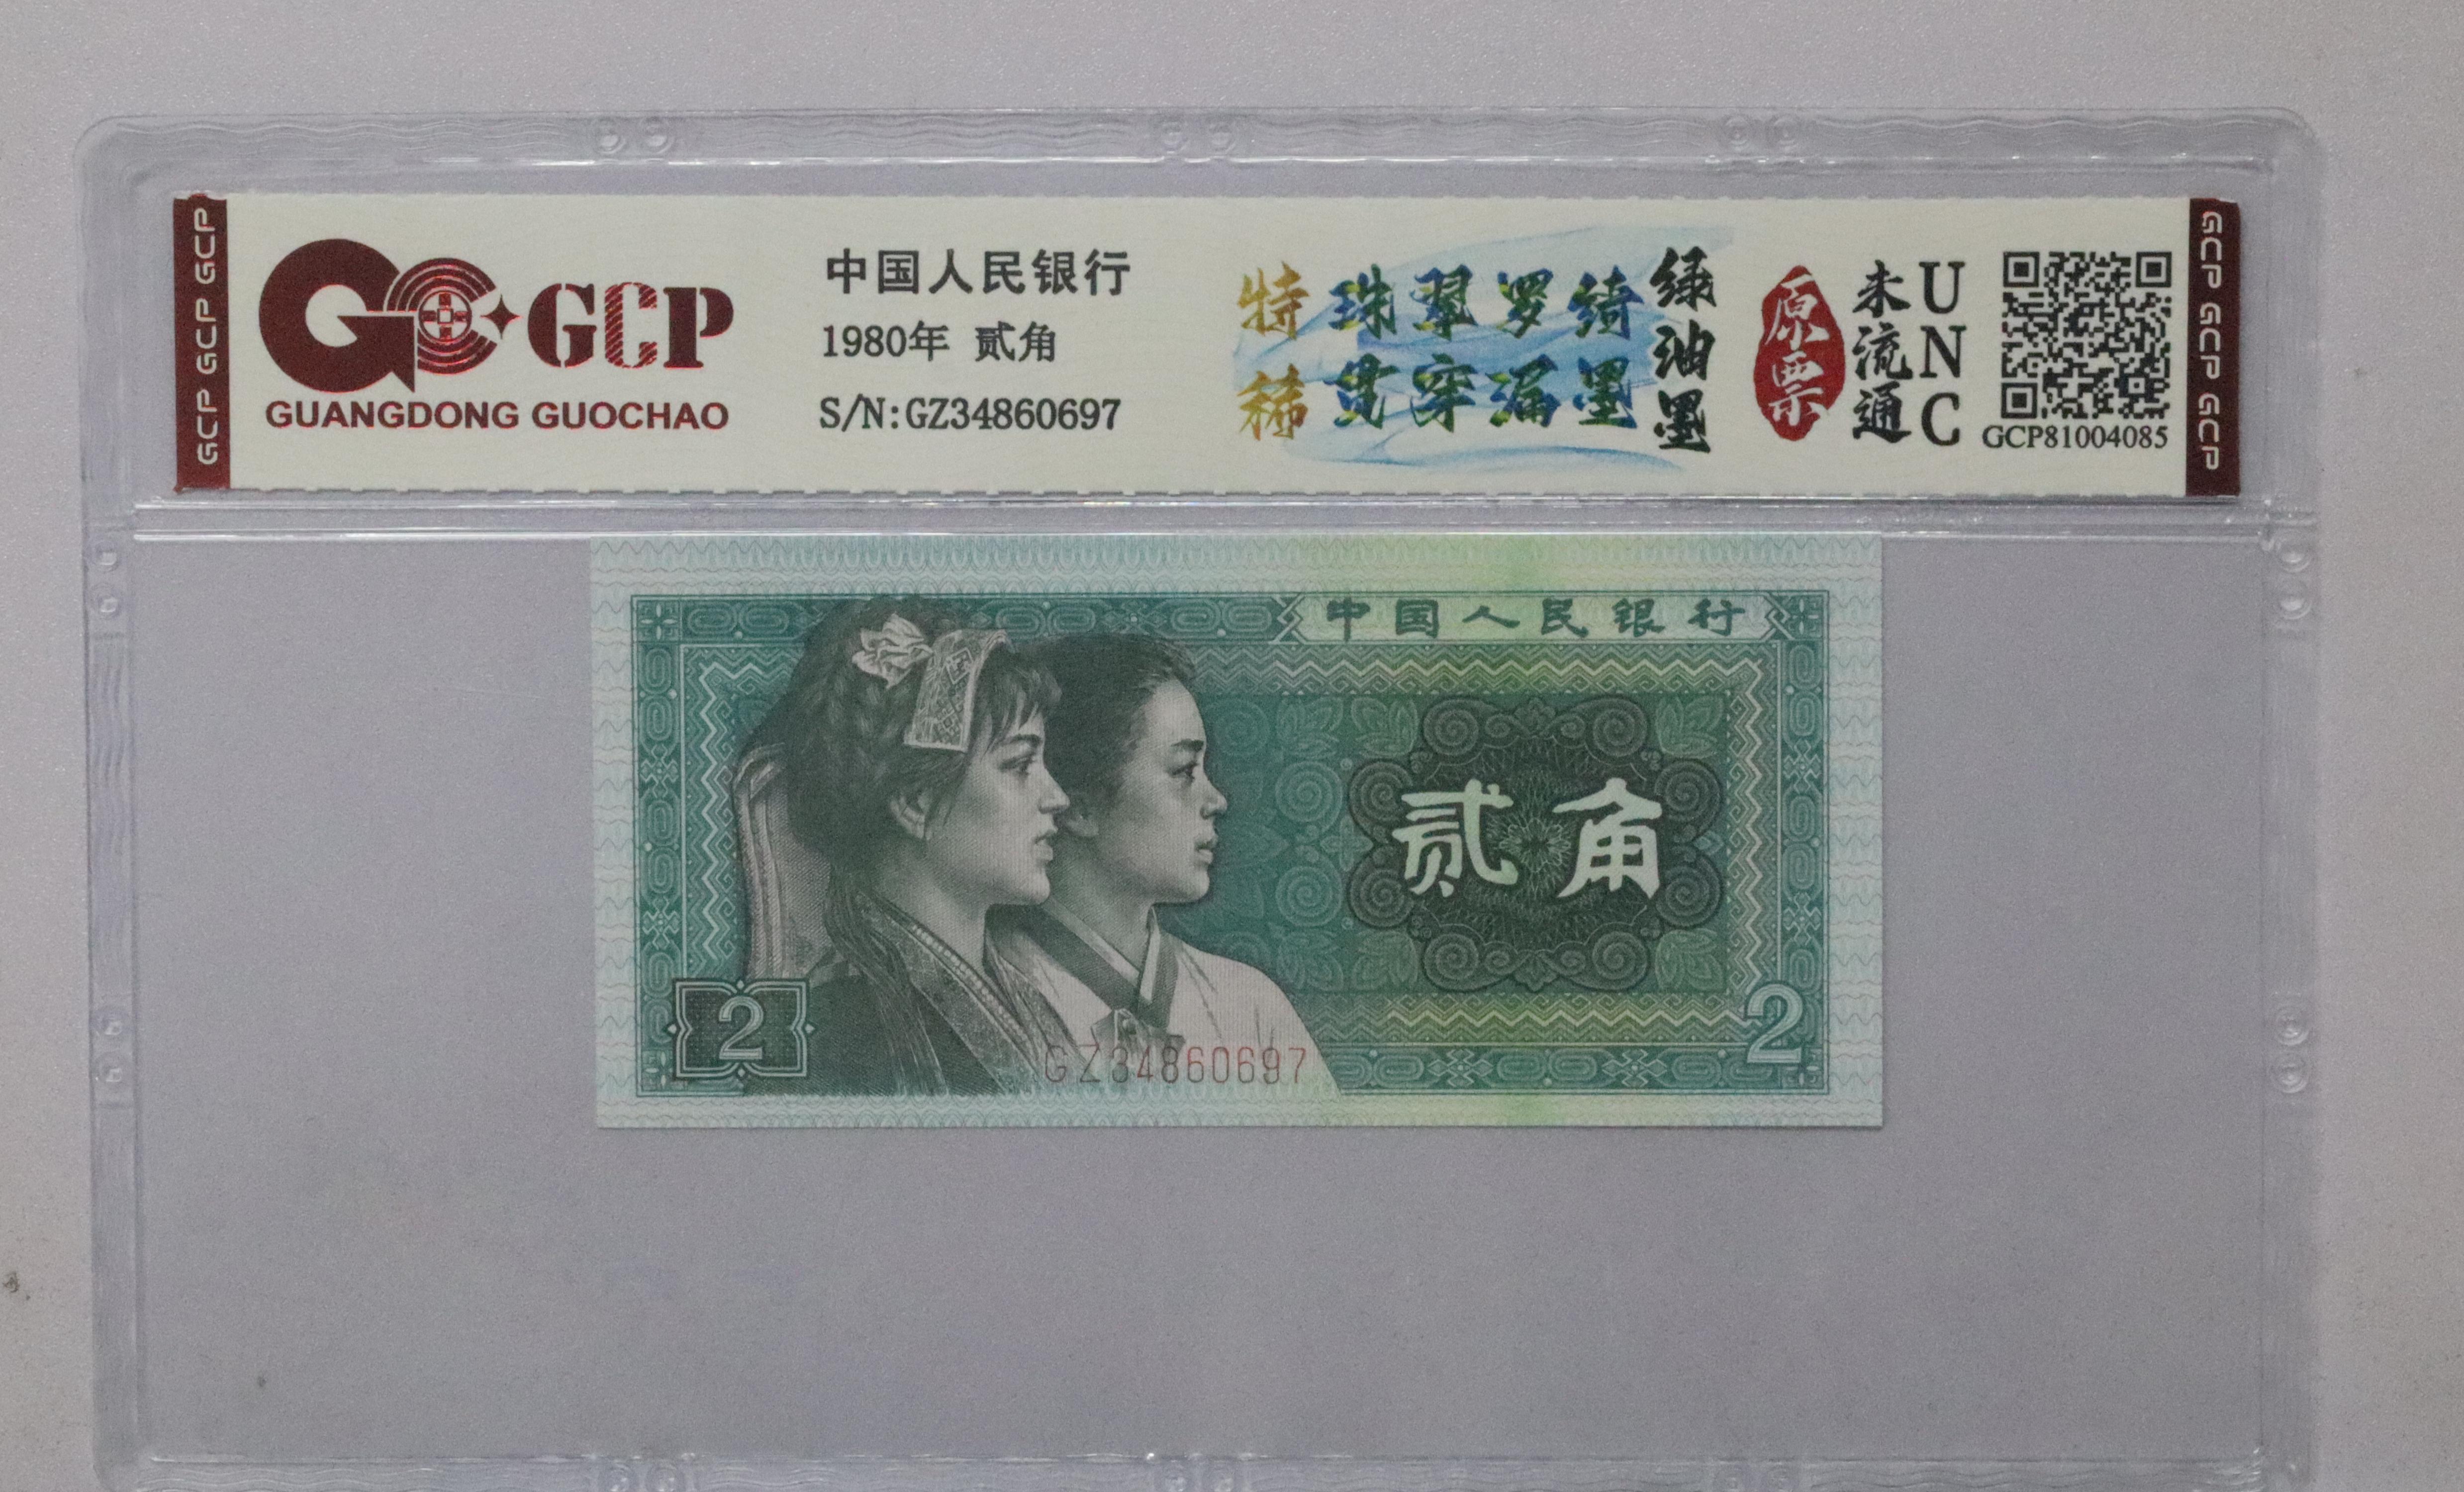 GCP GCP GCP
GCP
GUANGDONG GUOCHAO
中国人民银行
1980年 贰角
S/N:GZ34860697
特稀
珠翠罗绮
贯穿漏墨
绿油墨
原票
未流通
UNC
GCP81004085
GCP GCP GCP
中国人民银行
贰角
2
2
GZ34860697